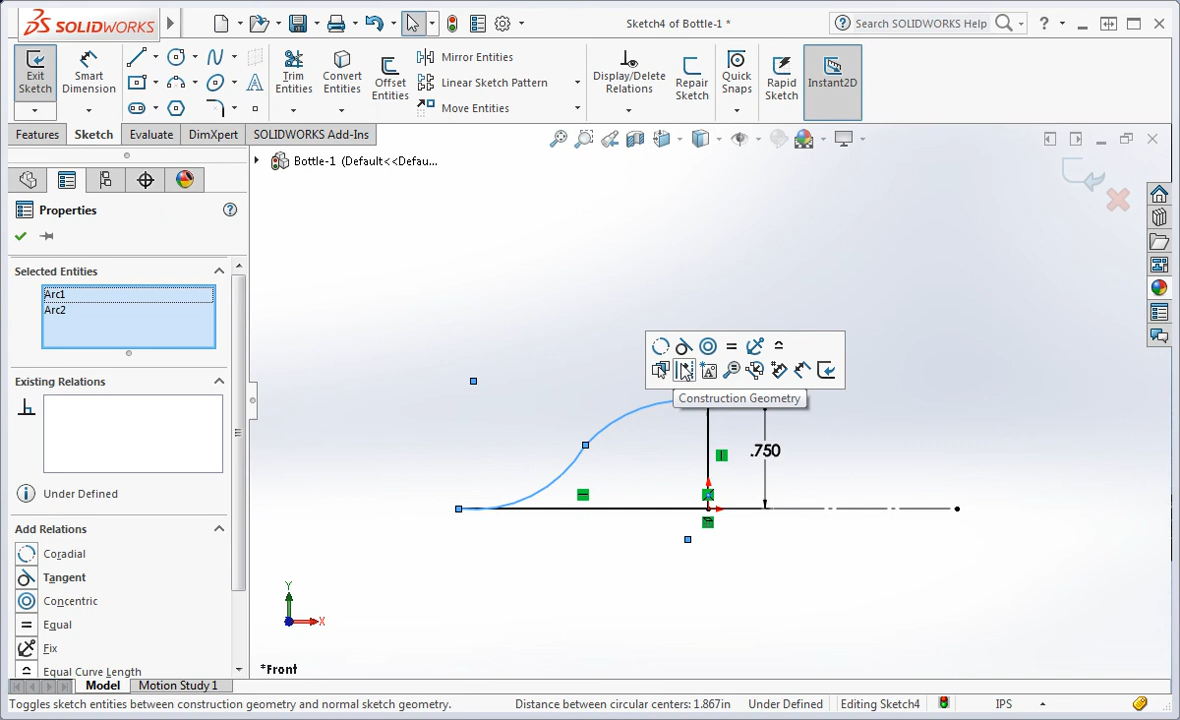 SOLIDWORKS
Sketch4 of Bottle-1 *
Search SOLIDWORKS Help
?
Exit Sketch
Smart Dimension
Trim Entities
Convert Entities
Offset Entities
Mirror Entities
Linear Sketch Pattern
Move Entities
Display/Delete Relations
Repair Sketch
Quick Snaps
Rapid Sketch
Instant2D
Features
Sketch
Evaluate
DimXpert
SOLIDWORKS Add-Ins
Bottle-1 (Default<<Defau...
Properties
?
Selected Entities
Arc1
Arc2
Existing Relations
Under Defined
Add Relations
Coradial
Tangent
Concentric
Equal
Fix
Equal Curve Length
Construction Geometry
.750
Y
X
*Front
Model
Motion Study 1
Toggles sketch entities between construction geometry and normal sketch geometry.
Distance between circular centers: 1.867in
Under Defined
Editing Sketch4
IPS